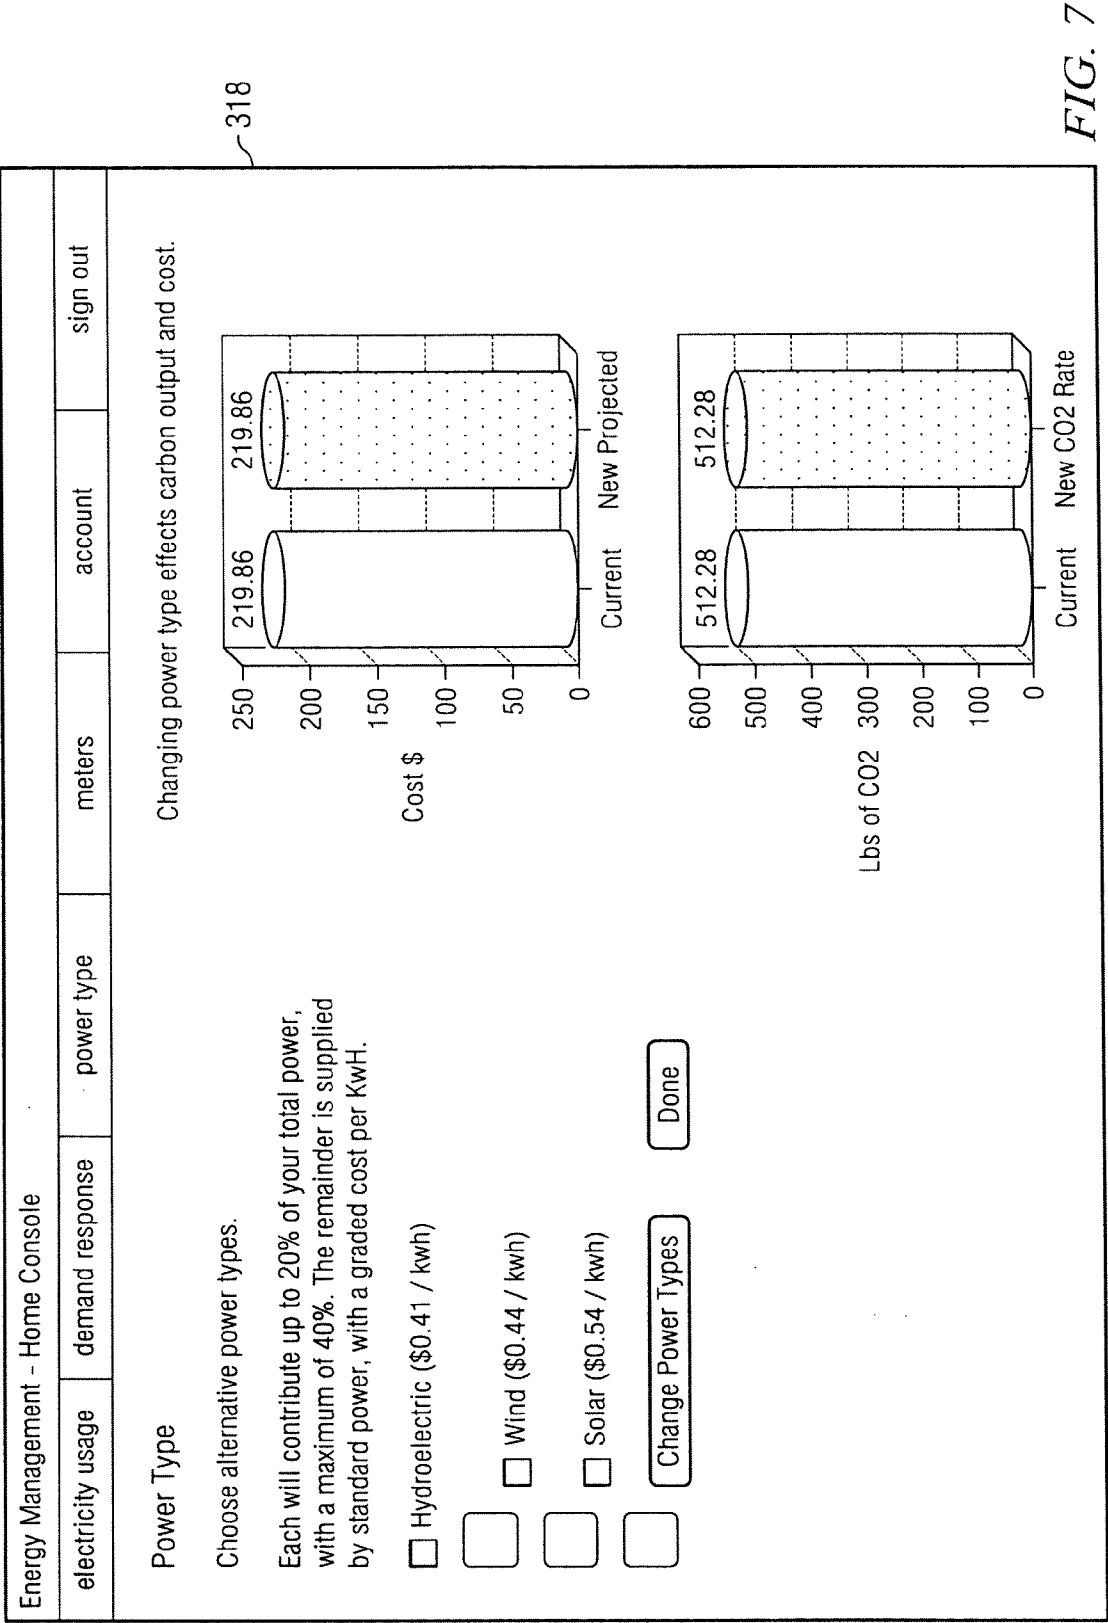 Energy Management - Home Console
electricity usage
demand response
power type
meters
account
sign out
318
Power Type
Choose alternative power types.
Each will contribute up to 20% of your total power,
with a maximum of 40%. The remainder is supplied
by standard power, with a graded cost per KwH.
Hydroelectric ($0.41 / kwh)
Wind ($0.44 / kwh)
Solar ($0.54 / kwh)
Change Power Types
Done
Changing power type effects carbon output and cost.
Cost $
250
200
150
100
50
0
219.86
219.86
Current
New Projected
Lbs of CO2
600
500
400
300
200
100
0
512.28
512.28
Current
New CO2 Rate
FIG. 7